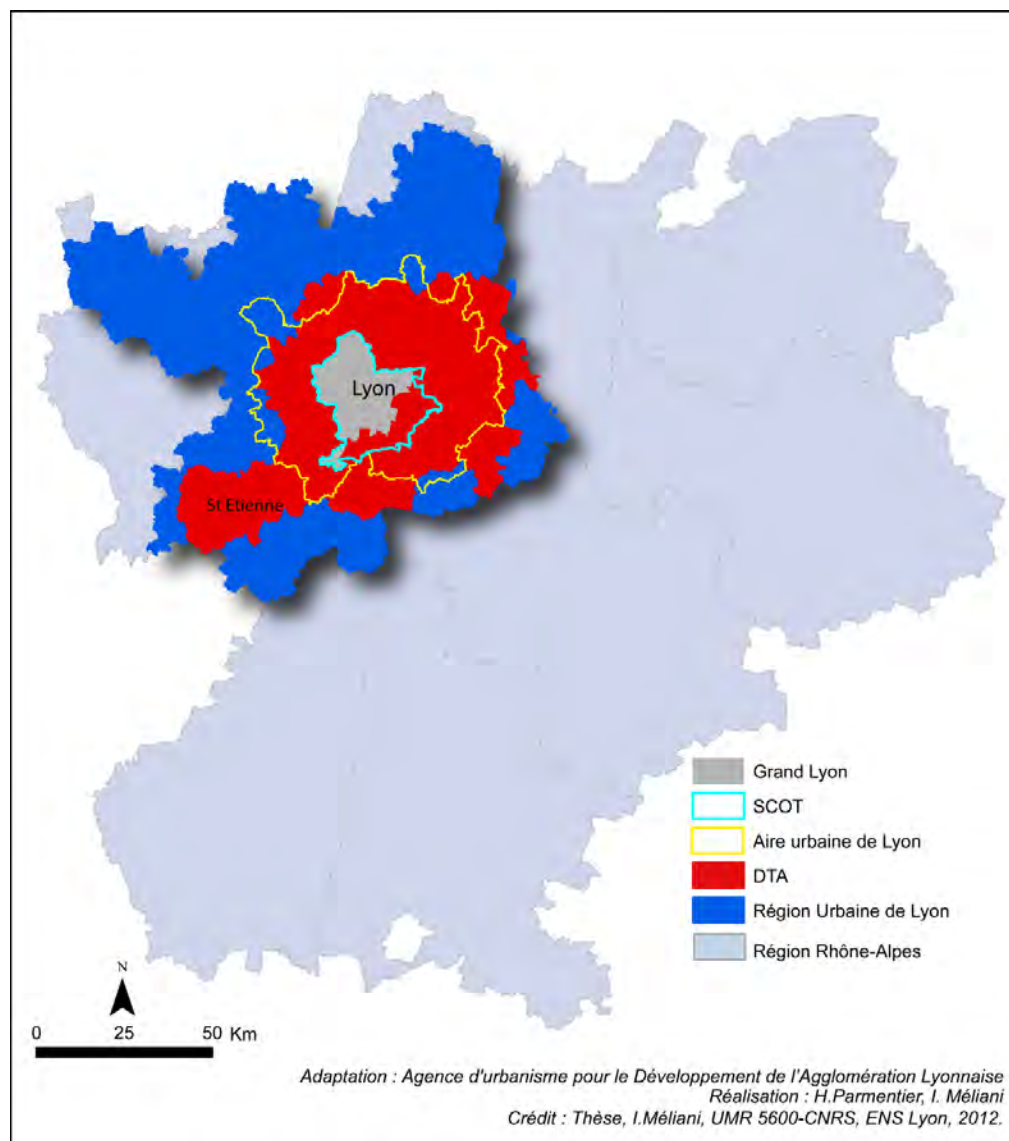 Lyon
St Etienne
Grand Lyon
SCOT
Aire urbaine de Lyon
DTA
Région Urbaine de Lyon
Région Rhône-Alpes
N
0 25 50 Km
Adaptation : Agence d'urbanisme pour le Développement de l'Agglomération Lyonnaise
Réalisation : H.Parmentier, I. Méliani
Crédit : Thèse, I.Méliani, UMR 5600-CNRS, ENS Lyon, 2012.